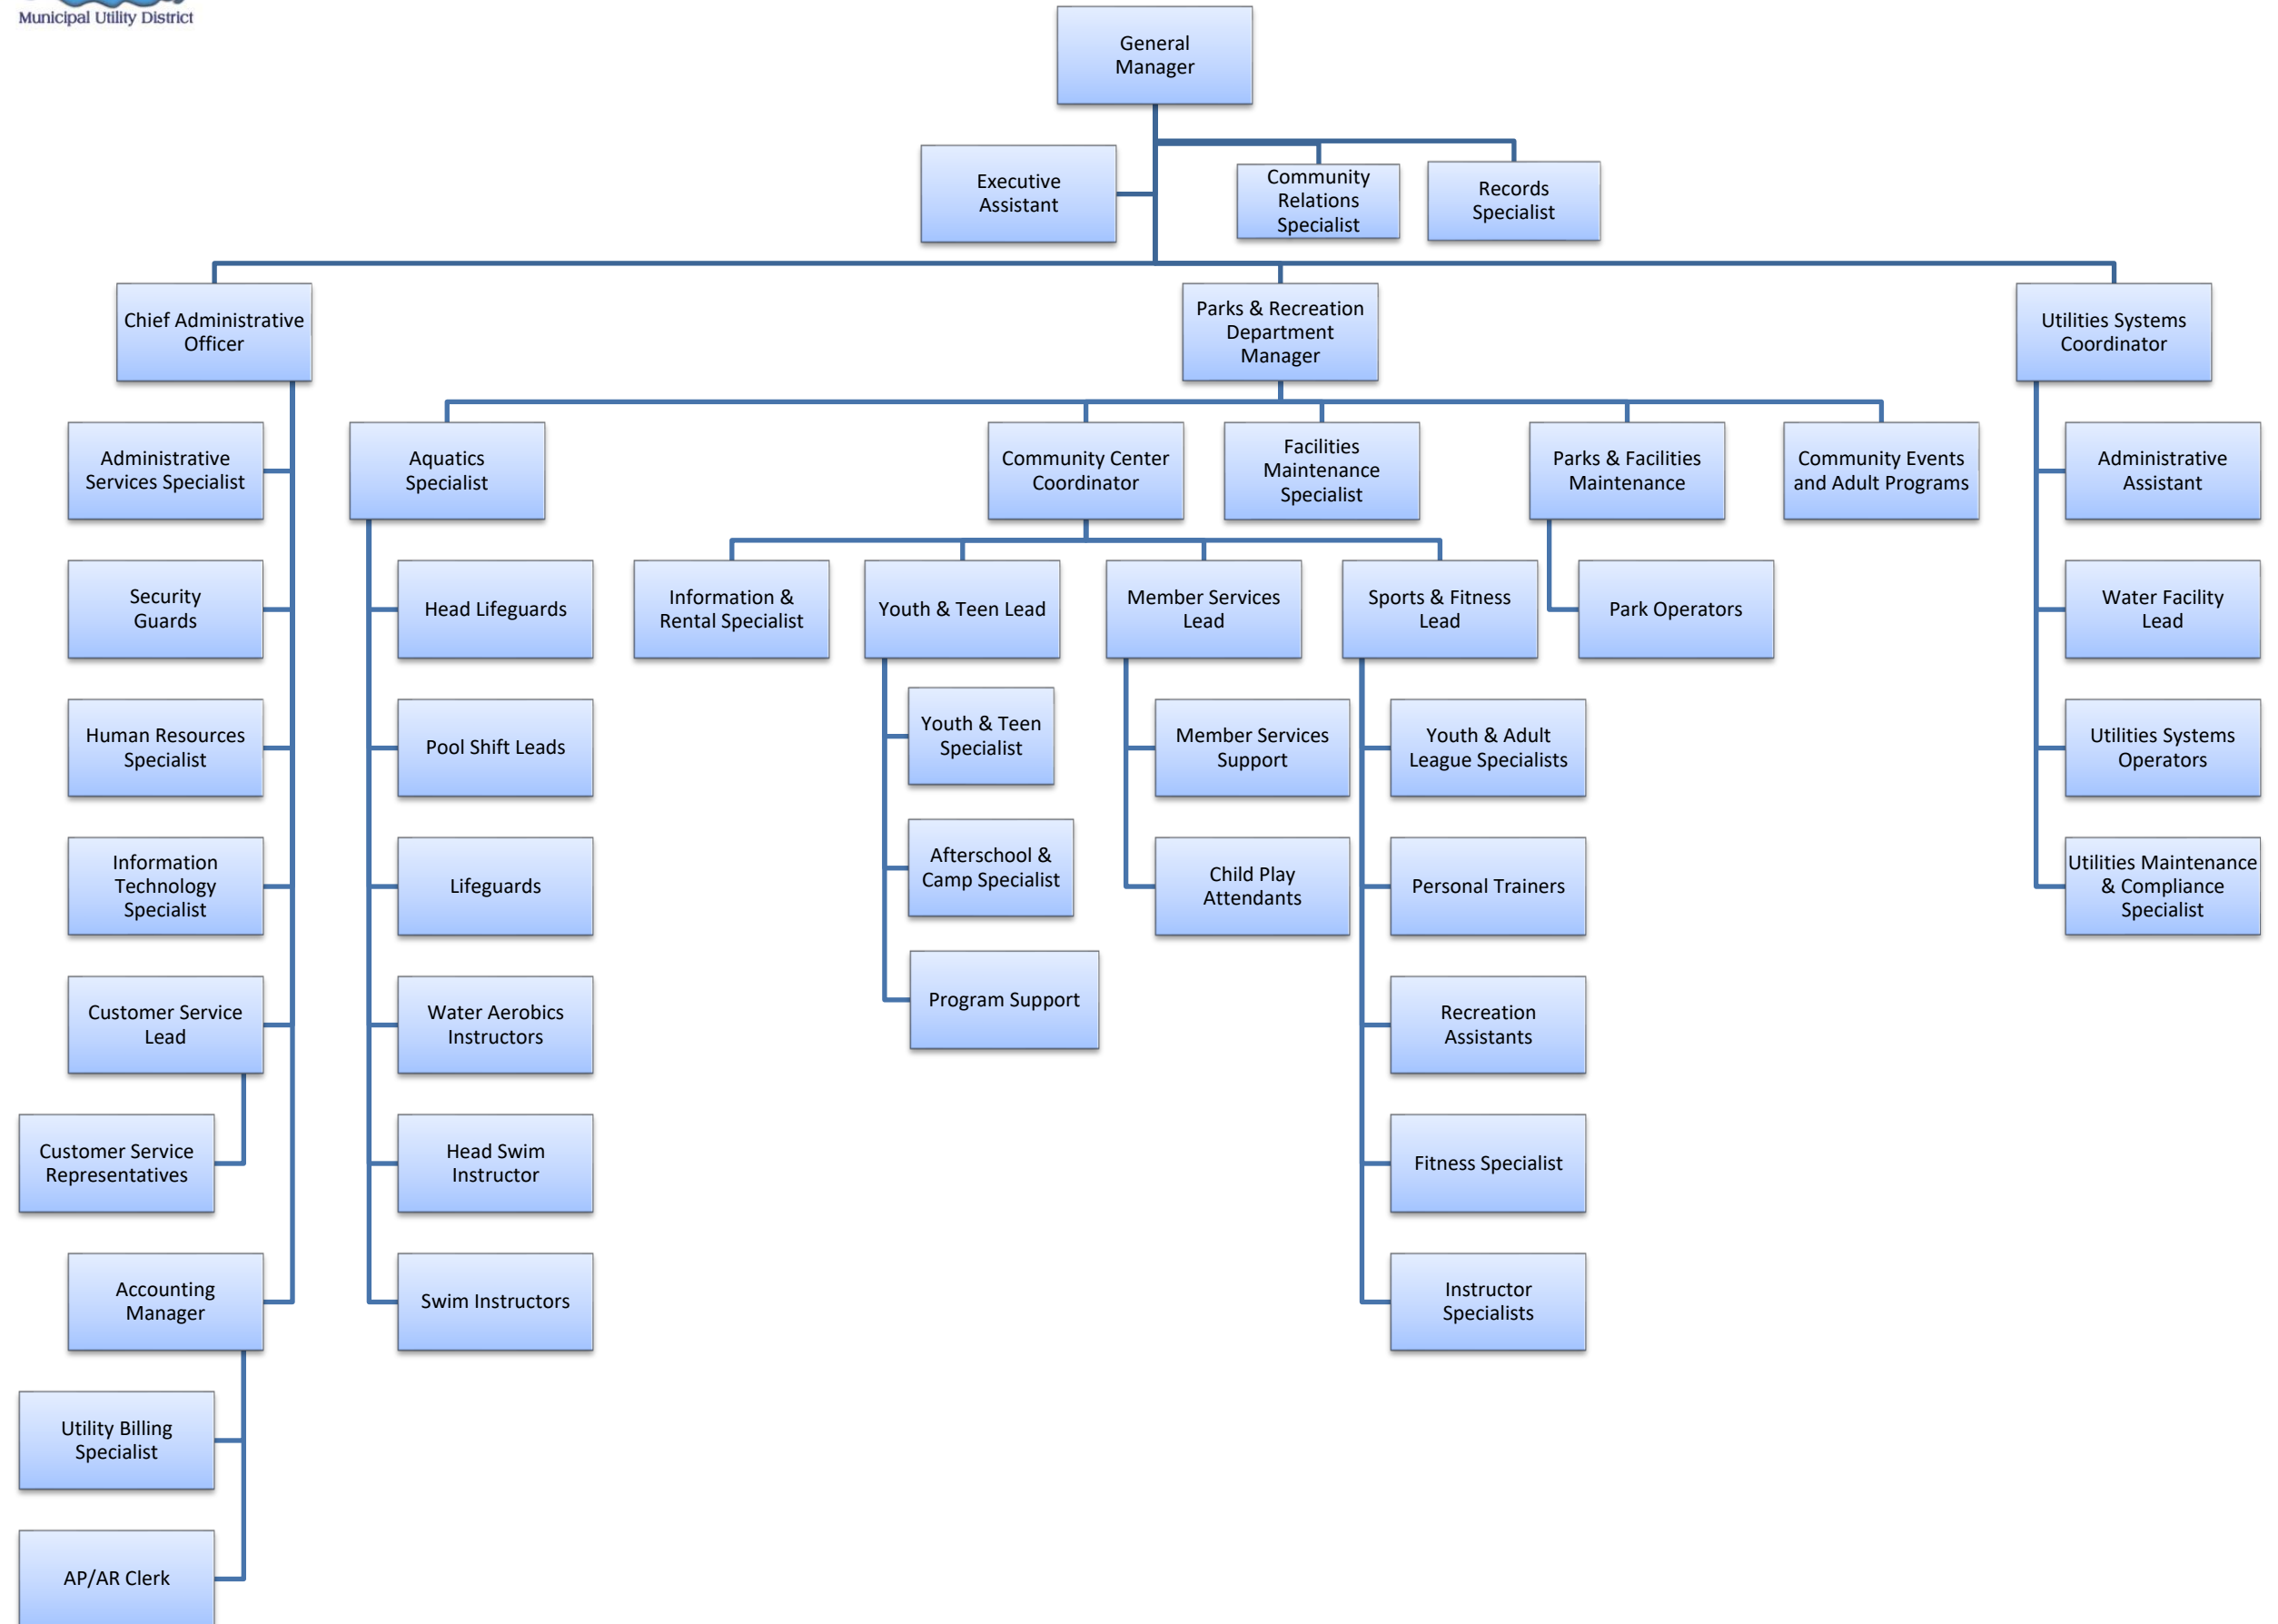 Municipal Utility District
General
Manager
Executive
Assistant
Community
Relations
Specialist
Records
Specialist
Chief Administrative
Officer
Parks & Recreation
Department
Manager
Utilities Systems
Coordinator
Administrative
Services Specialist
Aquatics
Specialist
Community Center
Coordinator
Facilities
Maintenance
Specialist
Parks & Facilities
Maintenance
Community Events
and Adult Programs
Administrative
Assistant
Security
Guards
Head Lifeguards
Information &
Rental Specialist
Youth & Teen Lead
Member Services
Lead
Sports & Fitness
Lead
Park Operators
Water Facility
Lead
Human Resources
Specialist
Pool Shift Leads
Youth & Teen
Specialist
Member Services
Support
Youth & Adult
League Specialists
Utilities Systems
Operators
Information
Technology
Specialist
Lifeguards
Afterschool &
Camp Specialist
Child Play
Attendants
Personal Trainers
Utilities Maintenance
& Compliance
Specialist
Customer Service
Lead
Water Aerobics
Instructors
Program Support
Recreation
Assistants
Customer Service
Representatives
Head Swim
Instructor
Fitness Specialist
Accounting
Manager
Swim Instructors
Instructor
Specialists
Utility Billing
Specialist
AP/AR Clerk